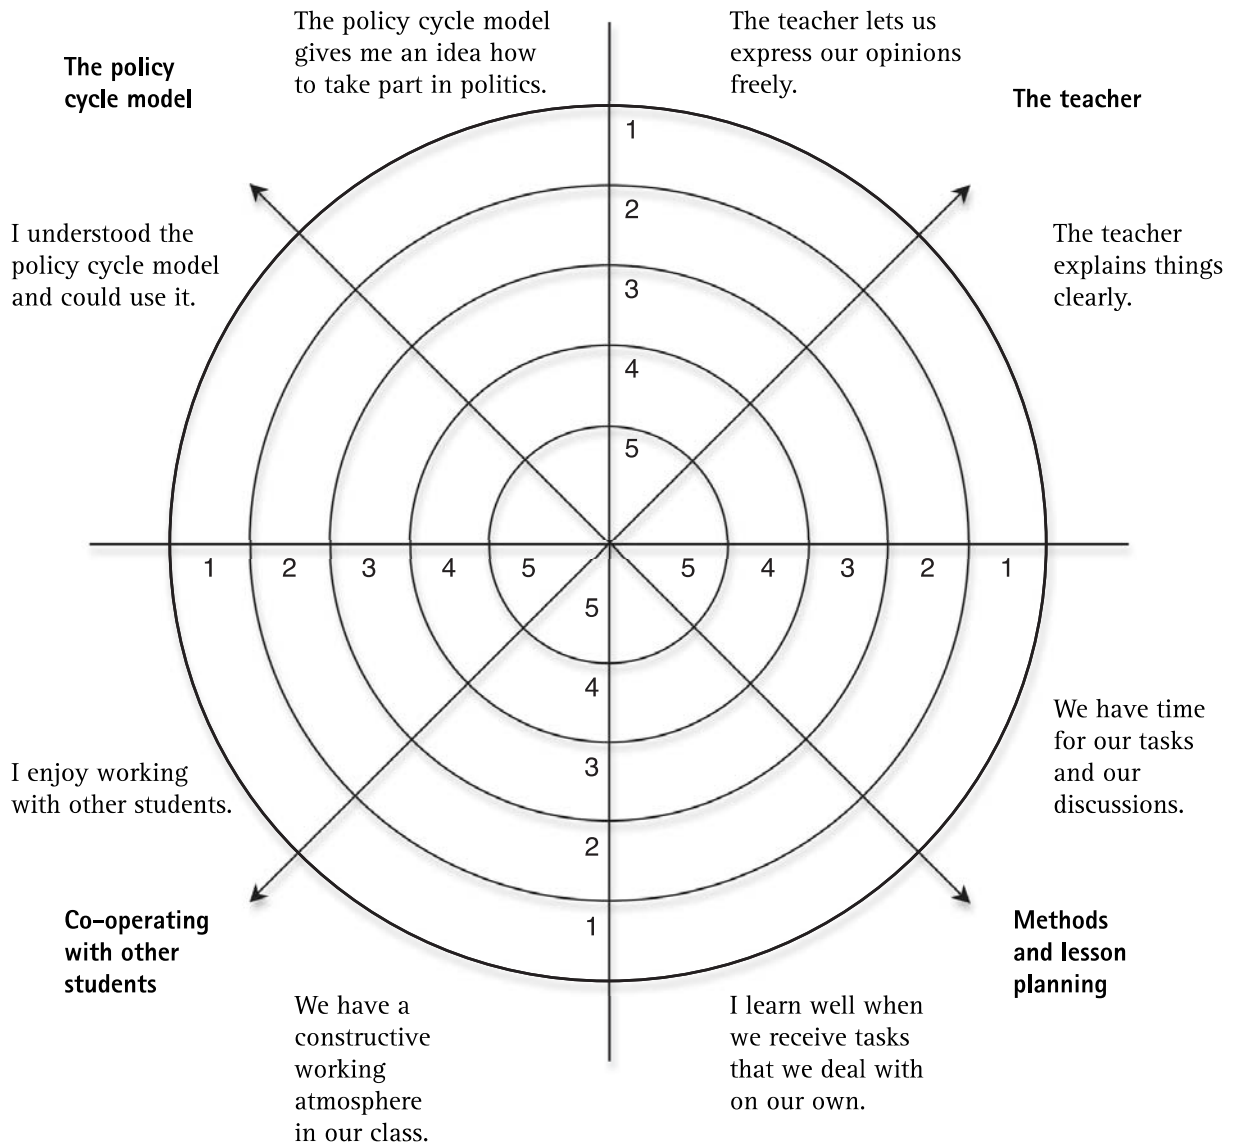 The policy cycle model
gives me an idea how
to take part in politics.
The teacher lets us
express our opinions
freely.
The policy
cycle model
The teacher
1
2
I understood the
policy cycle model
and could use it.
The teacher
explains things
clearly.
3
4
5
1 2 3 4 5 5 4 3 2 1
5
4
We have time
for our tasks
and our
discussions.
I enjoy working
with other students.
3
2
1
Co-operating
with other
students
Methods
and lesson
planning
We have a
constructive
working
atmosphere
in our class.
I learn well when
we receive tasks
that we deal with
on our own.